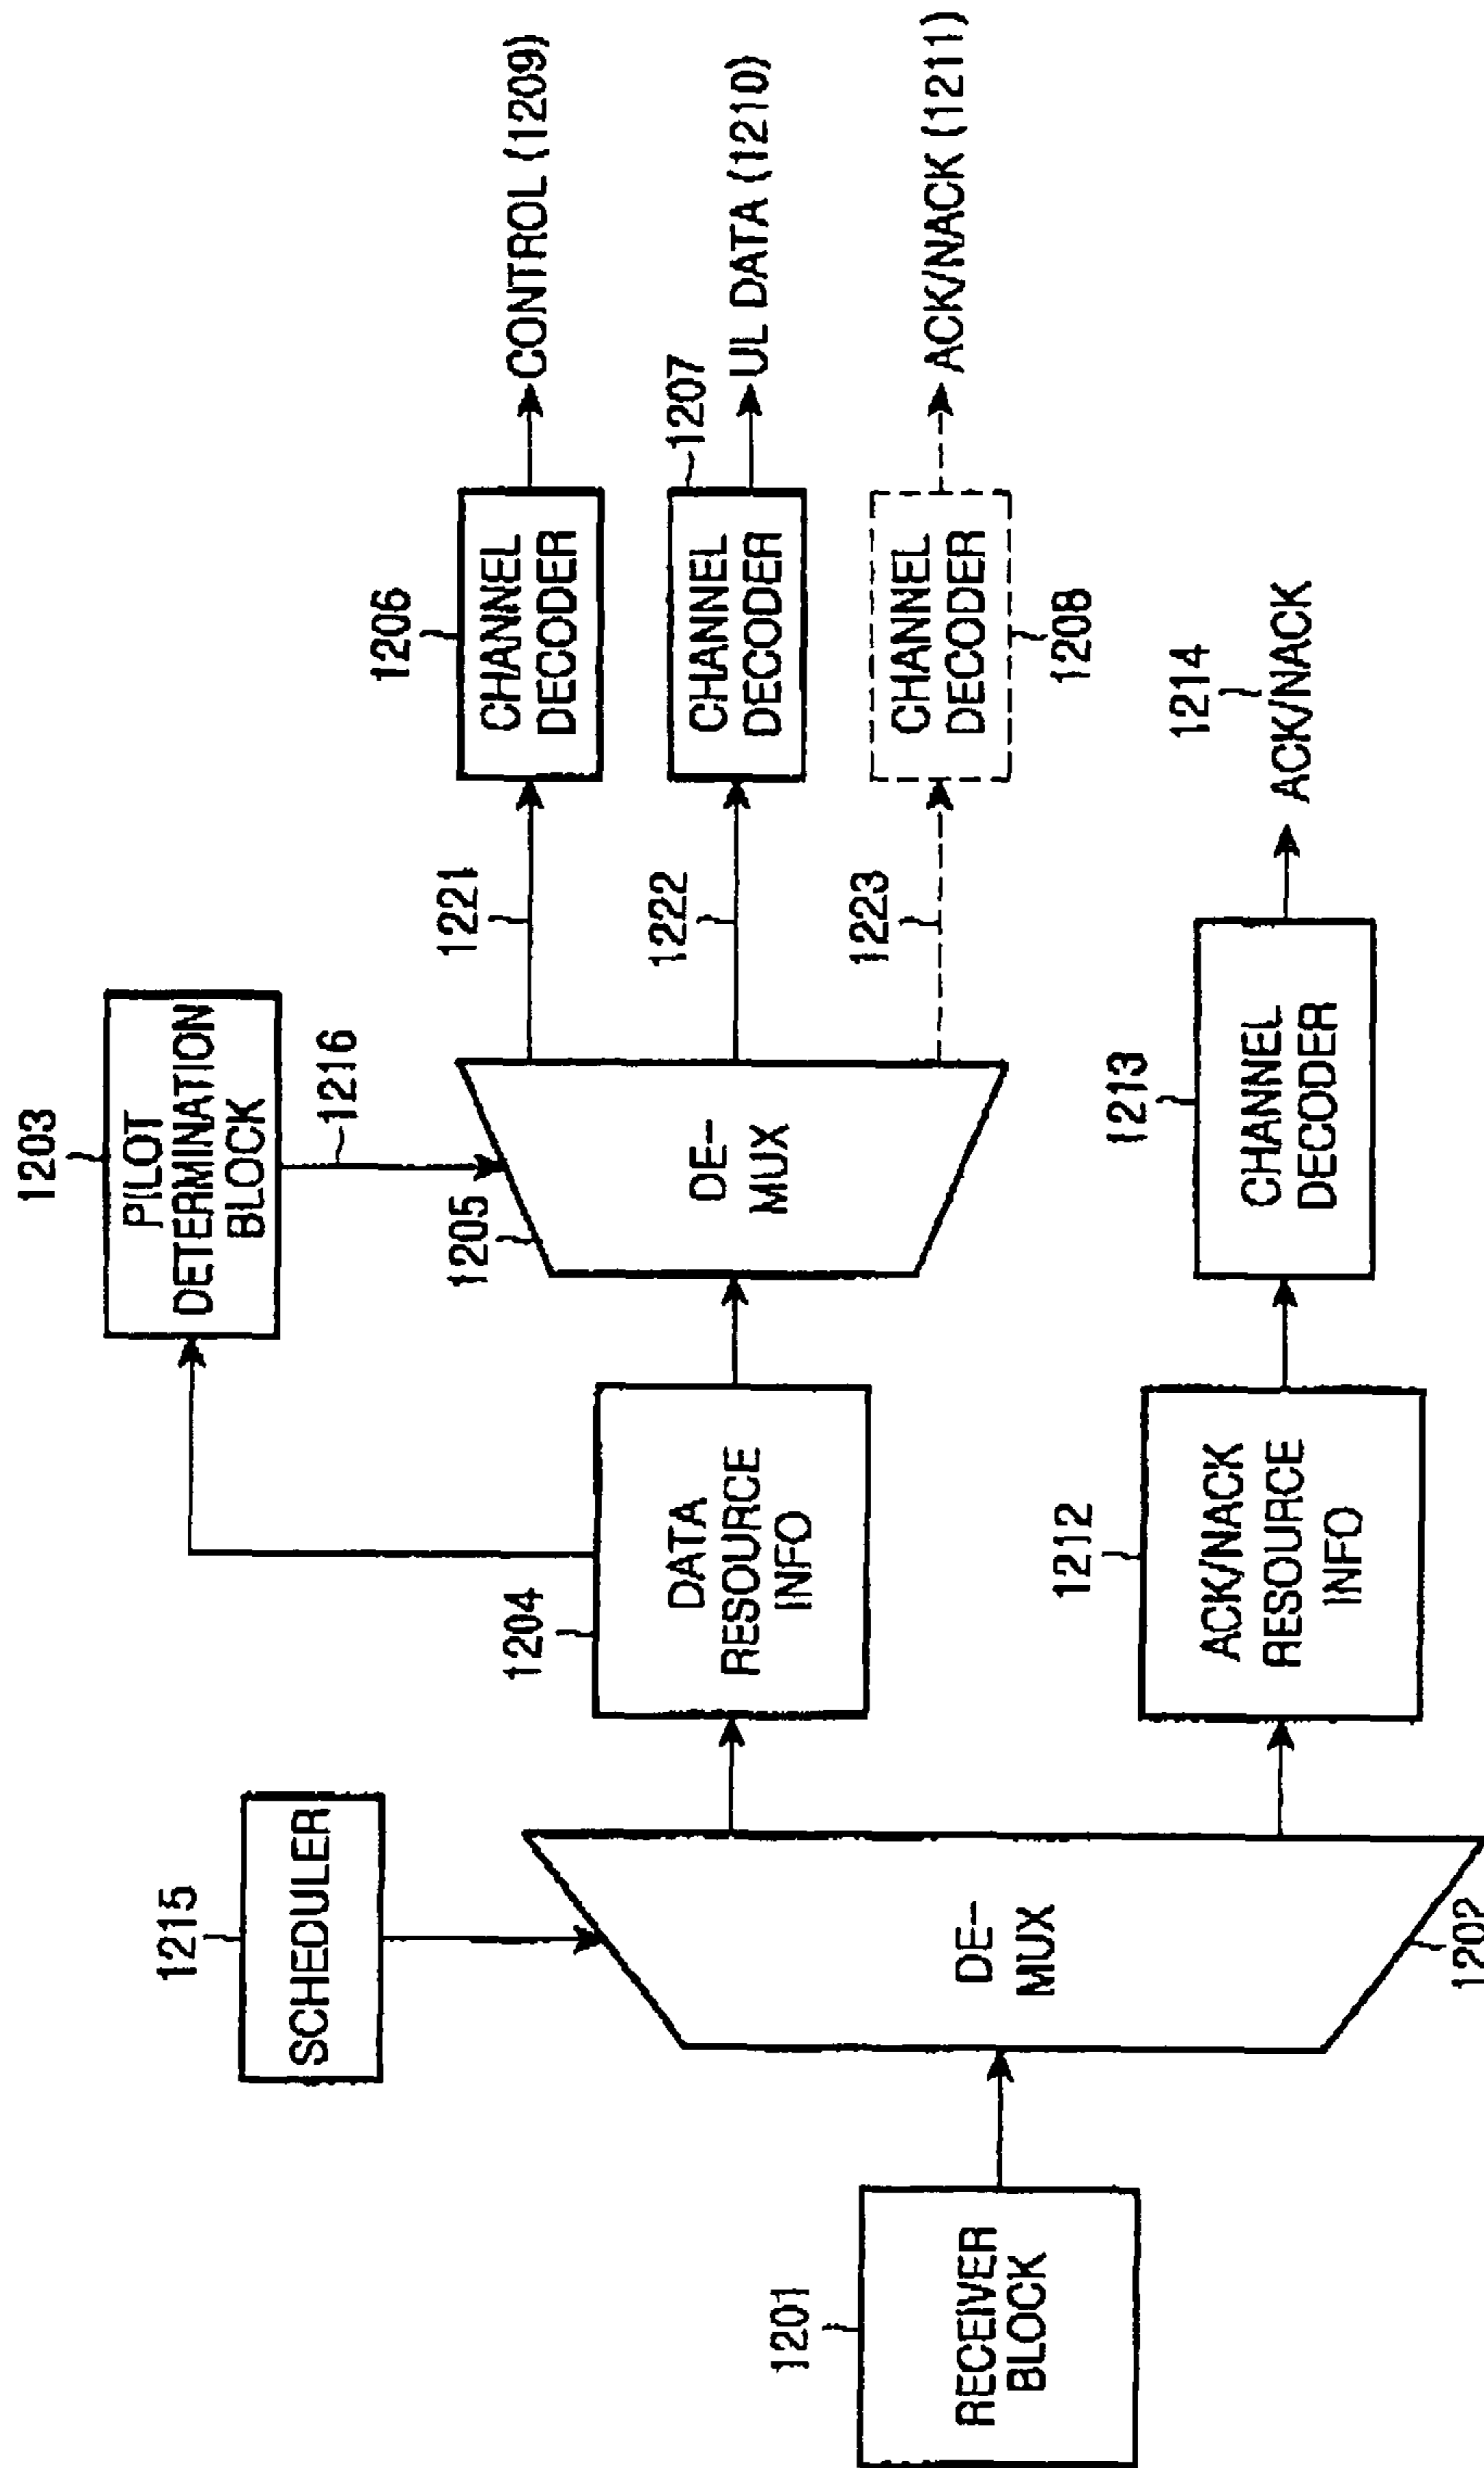 1203
PILOT
DETERMINATION
BLOCK
1216
1206
CHANNEL
DECODER
CONTROL (1209)
1221
1215
SCHEDULER
1204
DATA
RESOURCE
INFO
1205
DE-
MUX
1222
CHANNEL
DECODER
1207
UL DATA (1210)
1223
CHANNEL
DECODER
1208
ACK/NACK (1211)
1201
RECEIVER
BLOCK
DE-
MUX
1202
1212
ACK/NACK
RESOURCE
INFO
1213
CHANNEL
DECODER
1214
ACK/NACK